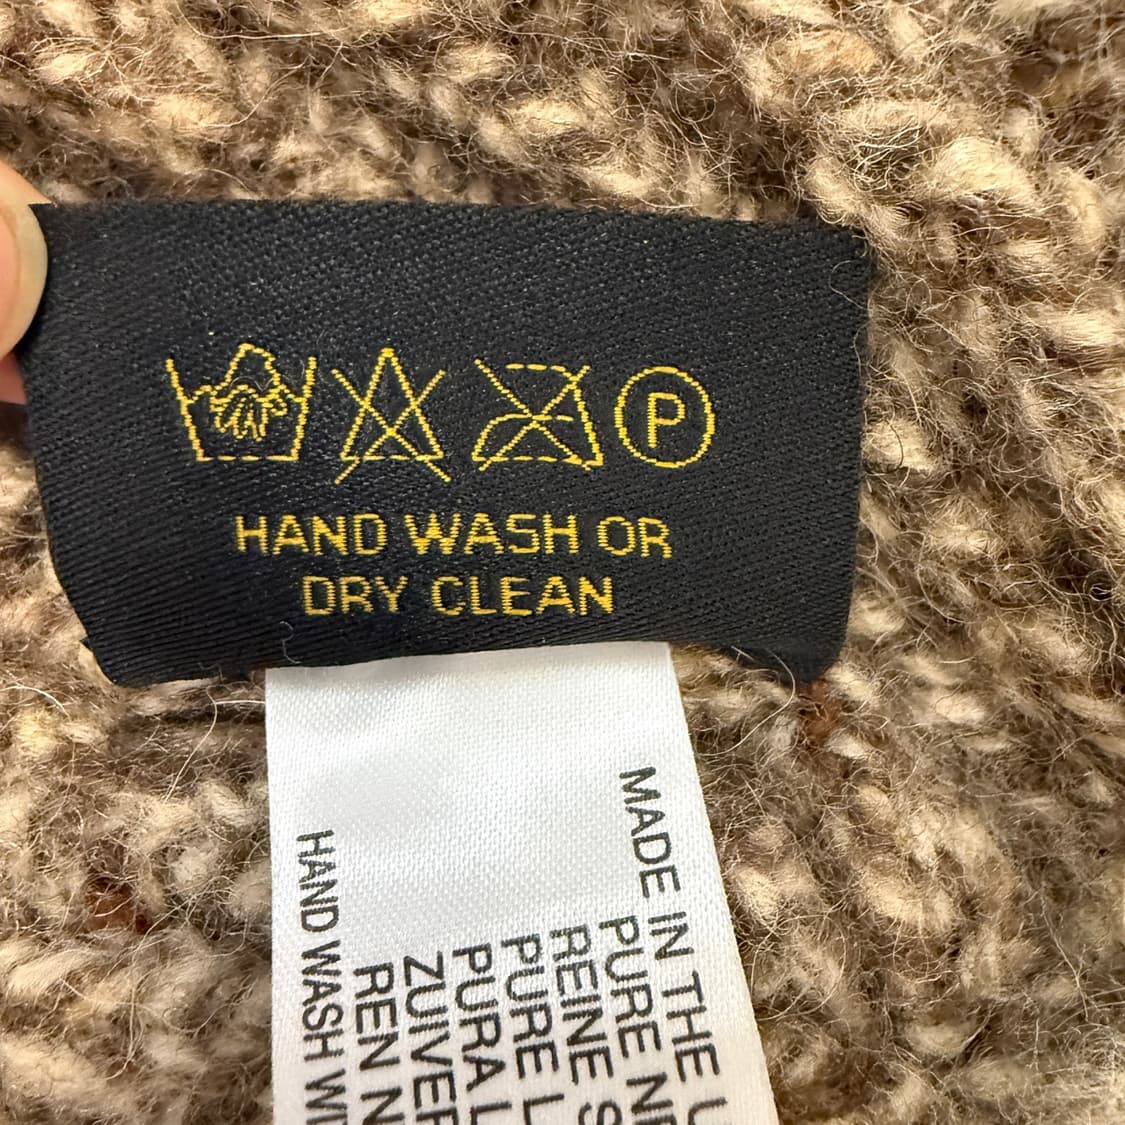 P
HAND WASH OR
DRY CLEAN
MADE IN THE
PURE
REINE
PURE
PURA
REN
HAND WASH